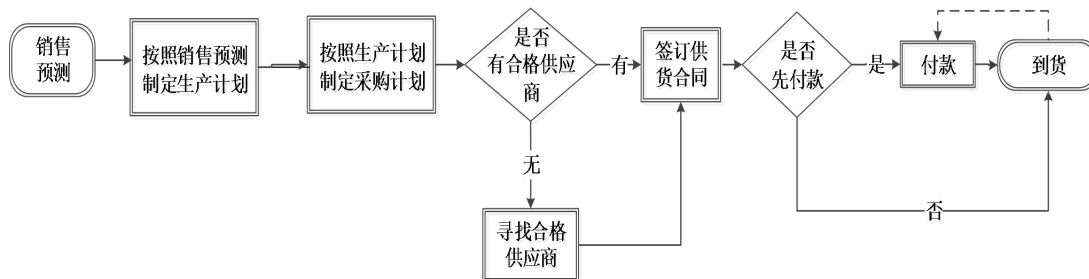 销售
预测
按照销售预测
制定生产计划
按照生产计划
制定采购计划
是否
有合格供应
商
有
无
寻找合格
供应商
签订供
货合同
是否
先付款
是
否
付款
到货